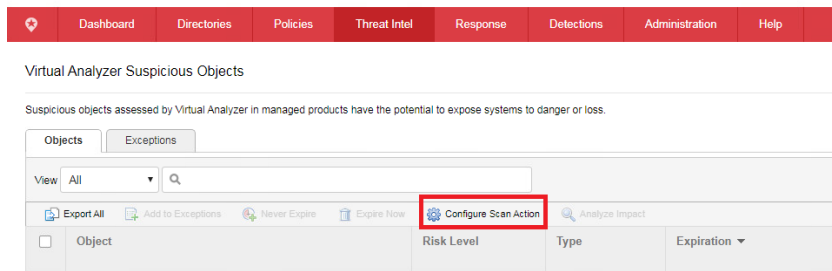 Dashboard Directories Policies Threat Intel Response Detections Administration Help
Virtual Analyzer Suspicious Objects
Suspicious objects assessed by Virtual Analyzer in managed products have the potential to expose systems to danger or loss.
Objects Exceptions
View All
Export All Add to Exceptions Never Expire Expire Now Configure Scan Action Analyze Impact
Object Risk Level Type Expiration